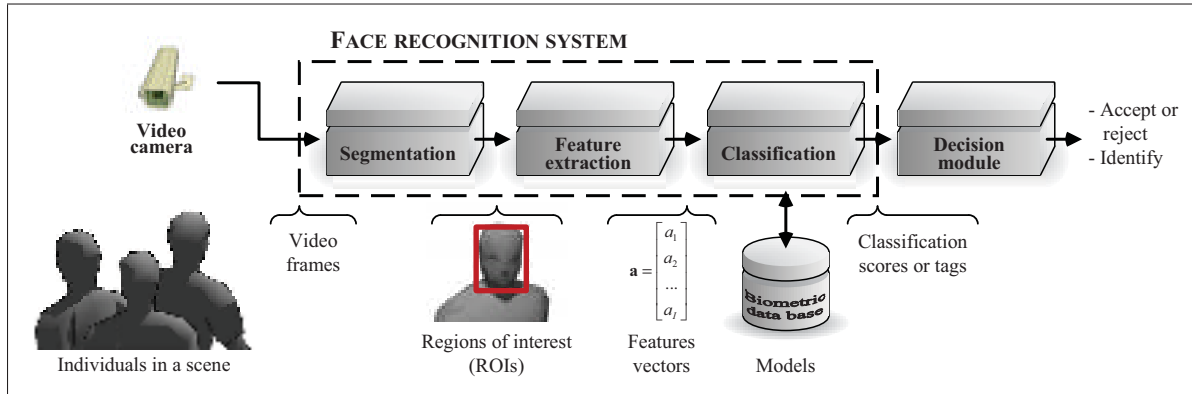 FACE RECOGNITION SYSTEM
Video
camera
Segmentation
Feature
extraction
Classification
Decision
module
- Accept or
reject
- Identify
Video
frames
a =
a1
a2
...
aI
Biometric
data base
Classification
scores or tags
Individuals in a scene
Regions of interest
(ROIs)
Features
vectors
Models